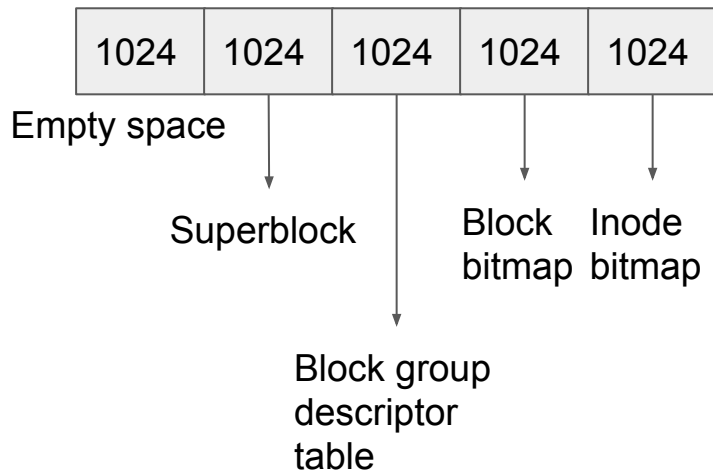 1024 1024 1024 1024 1024
Empty space
Superblock
Block
bitmap
Inode
bitmap
Block group
descriptor
table